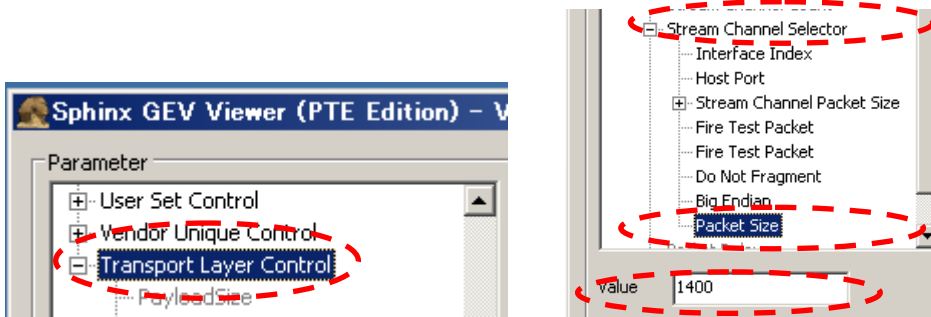 Sphinx GEV Viewer (PTE Edition) - V
Parameter
User Set Control
Vendor Unique Control
Transport Layer Control
PayloadSize
Stream Channel Selector
Interface Index
Host Port
Stream Channel Packet Size
Fire Test Packet
Fire Test Packet
Do Not Fragment
Big Endian
Packet Size
Value
1400